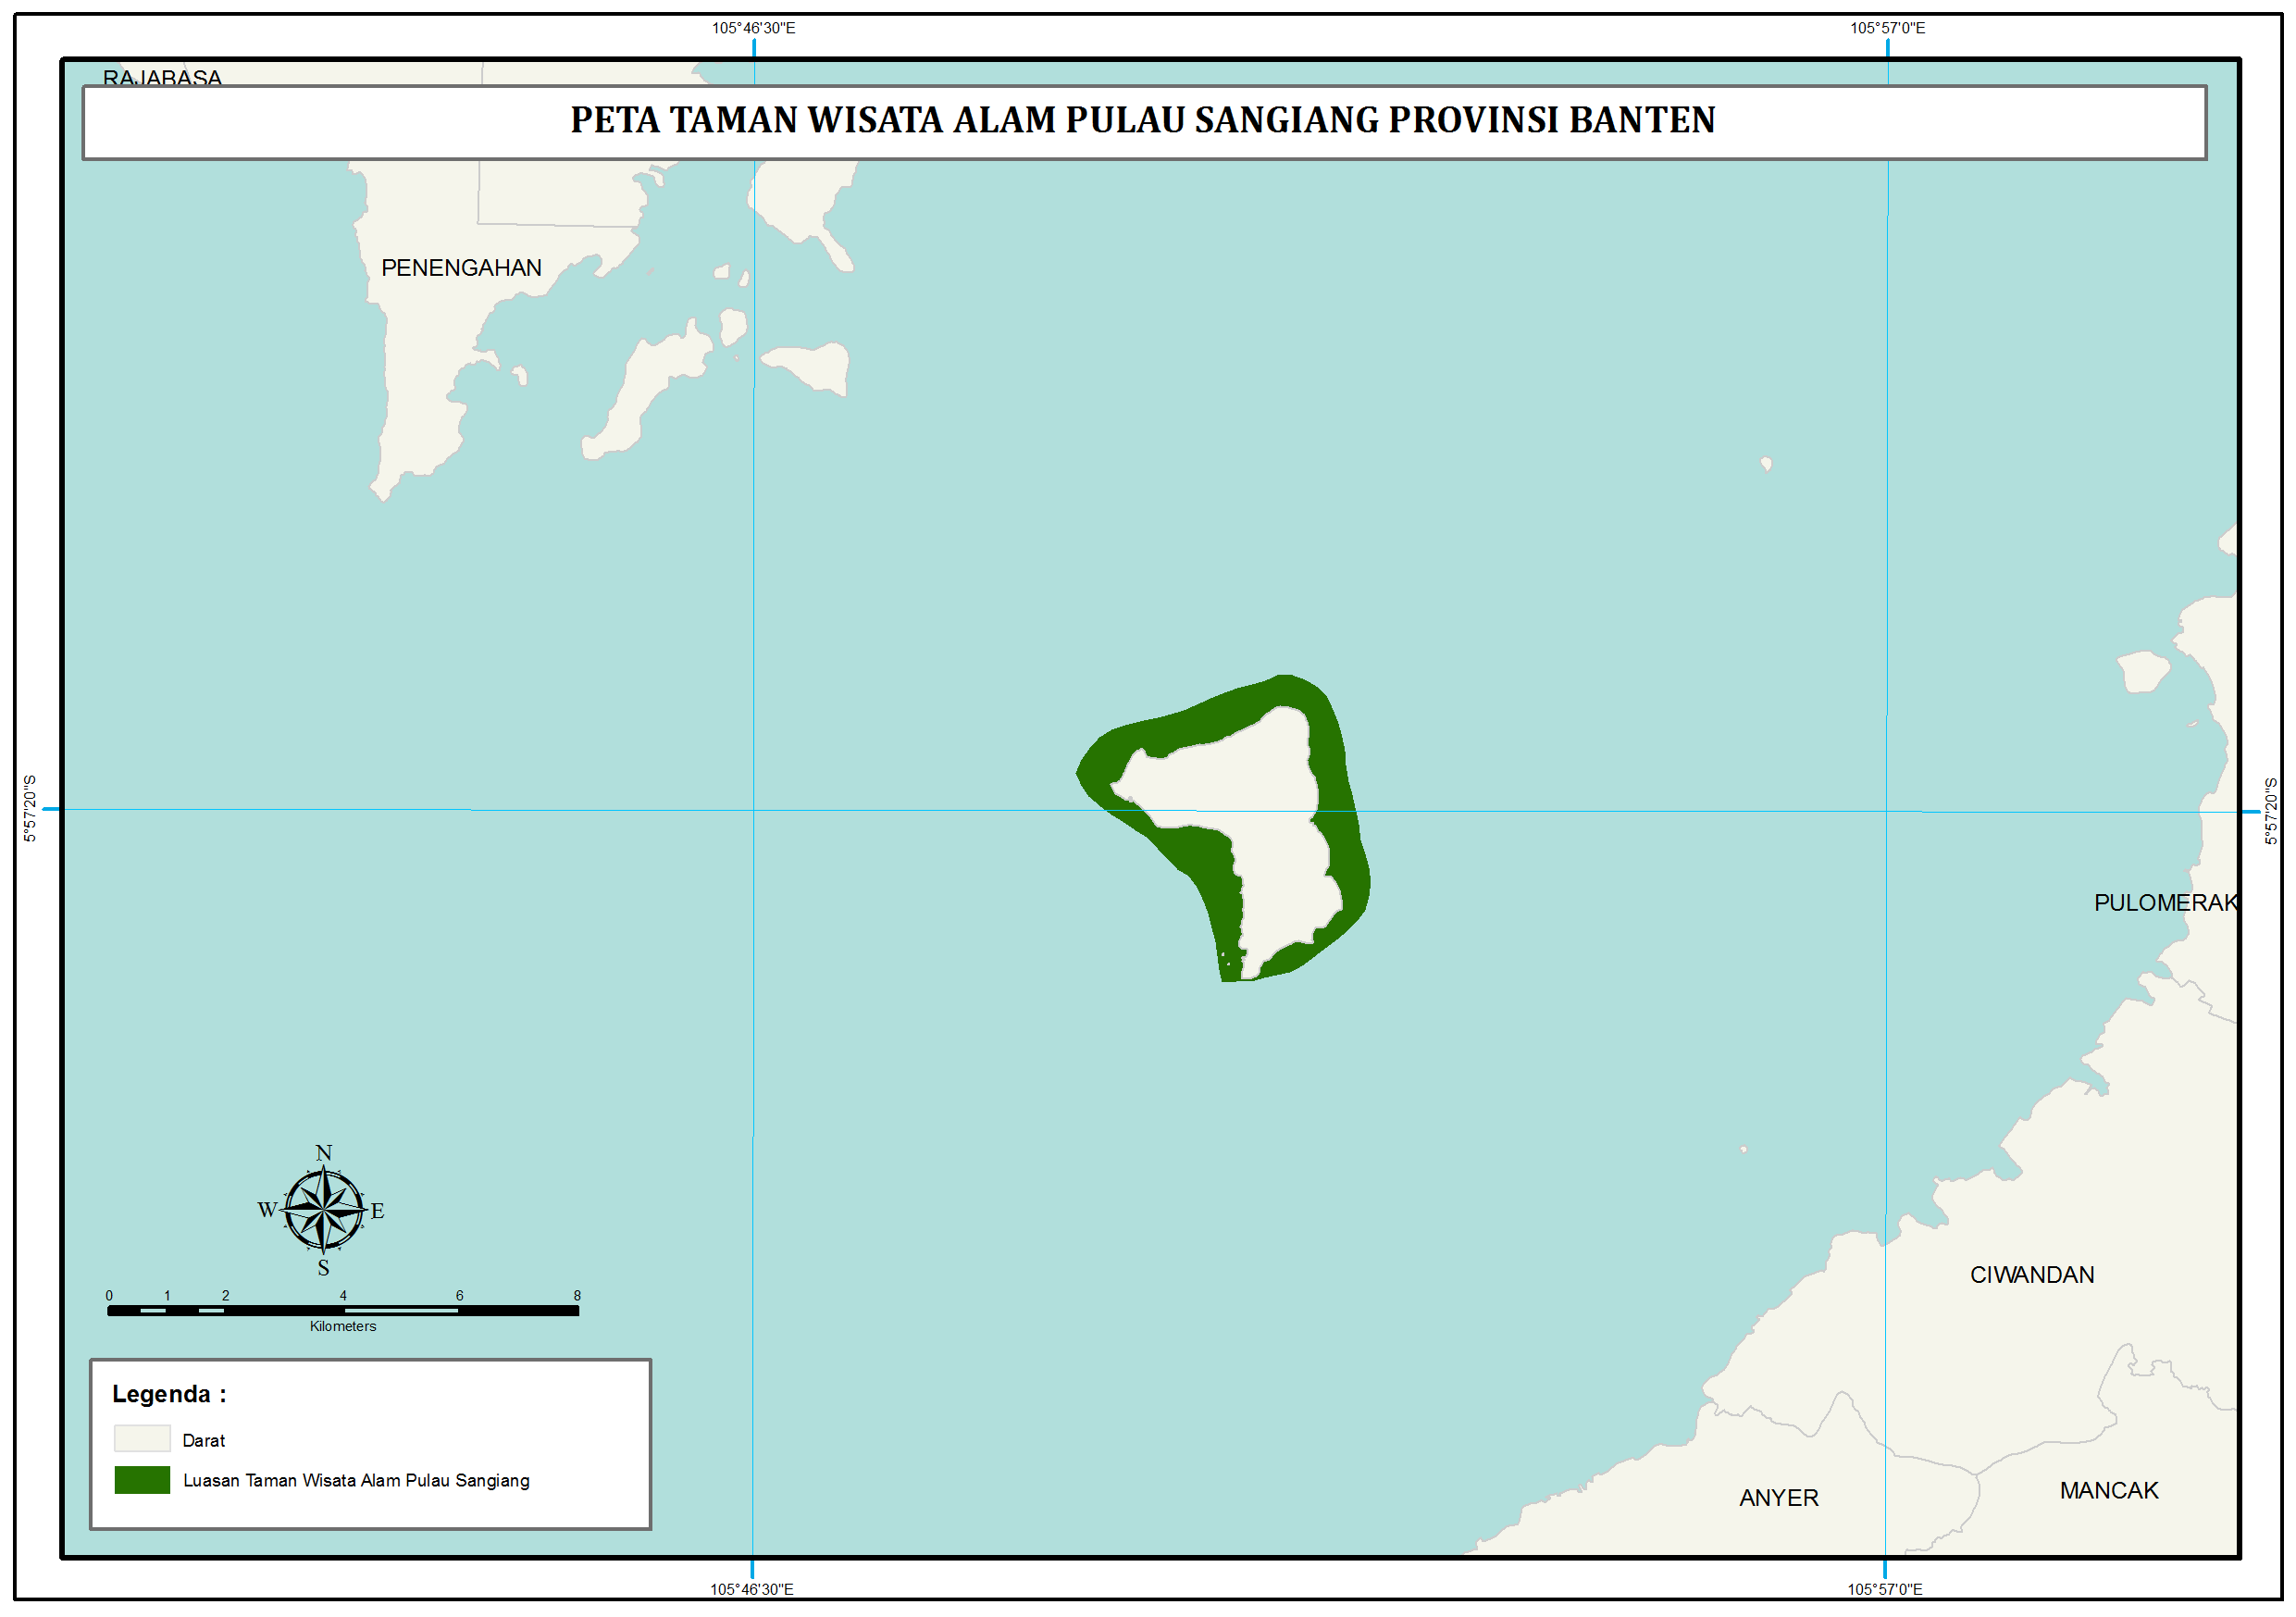 105°46'30"E
105°57'0"E
RAJABASA
PETA TAMAN WISATA ALAM PULAU SANGIANG PROVINSI BANTEN
PENENGAHAN
5°57'20"S
5°57'20"S
PULOMERAK
N
W
E
S
CIWANDAN
0 1 2 4 6 8
Kilometers
Legenda :
Darat
Luasan Taman Wisata Alam Pulau Sangiang
ANYER
MANCAK
105°46'30"E
105°57'0"E